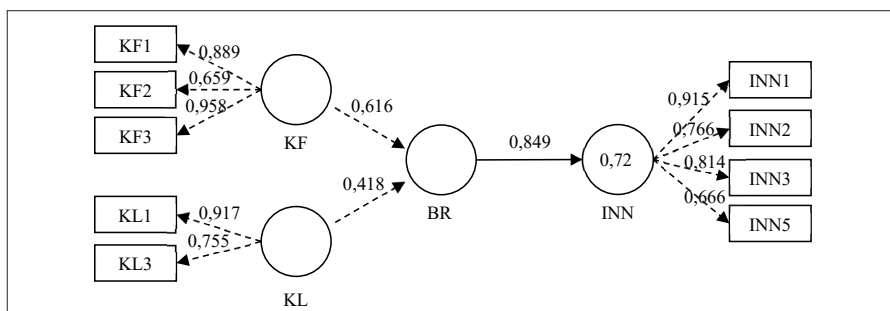 KF1
0,889
KF2
0,659
KF3
0,958
KF
0,616
KL1
0,917
KL3
0,755
KL
0,418
BR
0,849
0,72
INN
0,915
INN1
0,766
INN2
0,814
INN3
0,666
INN5